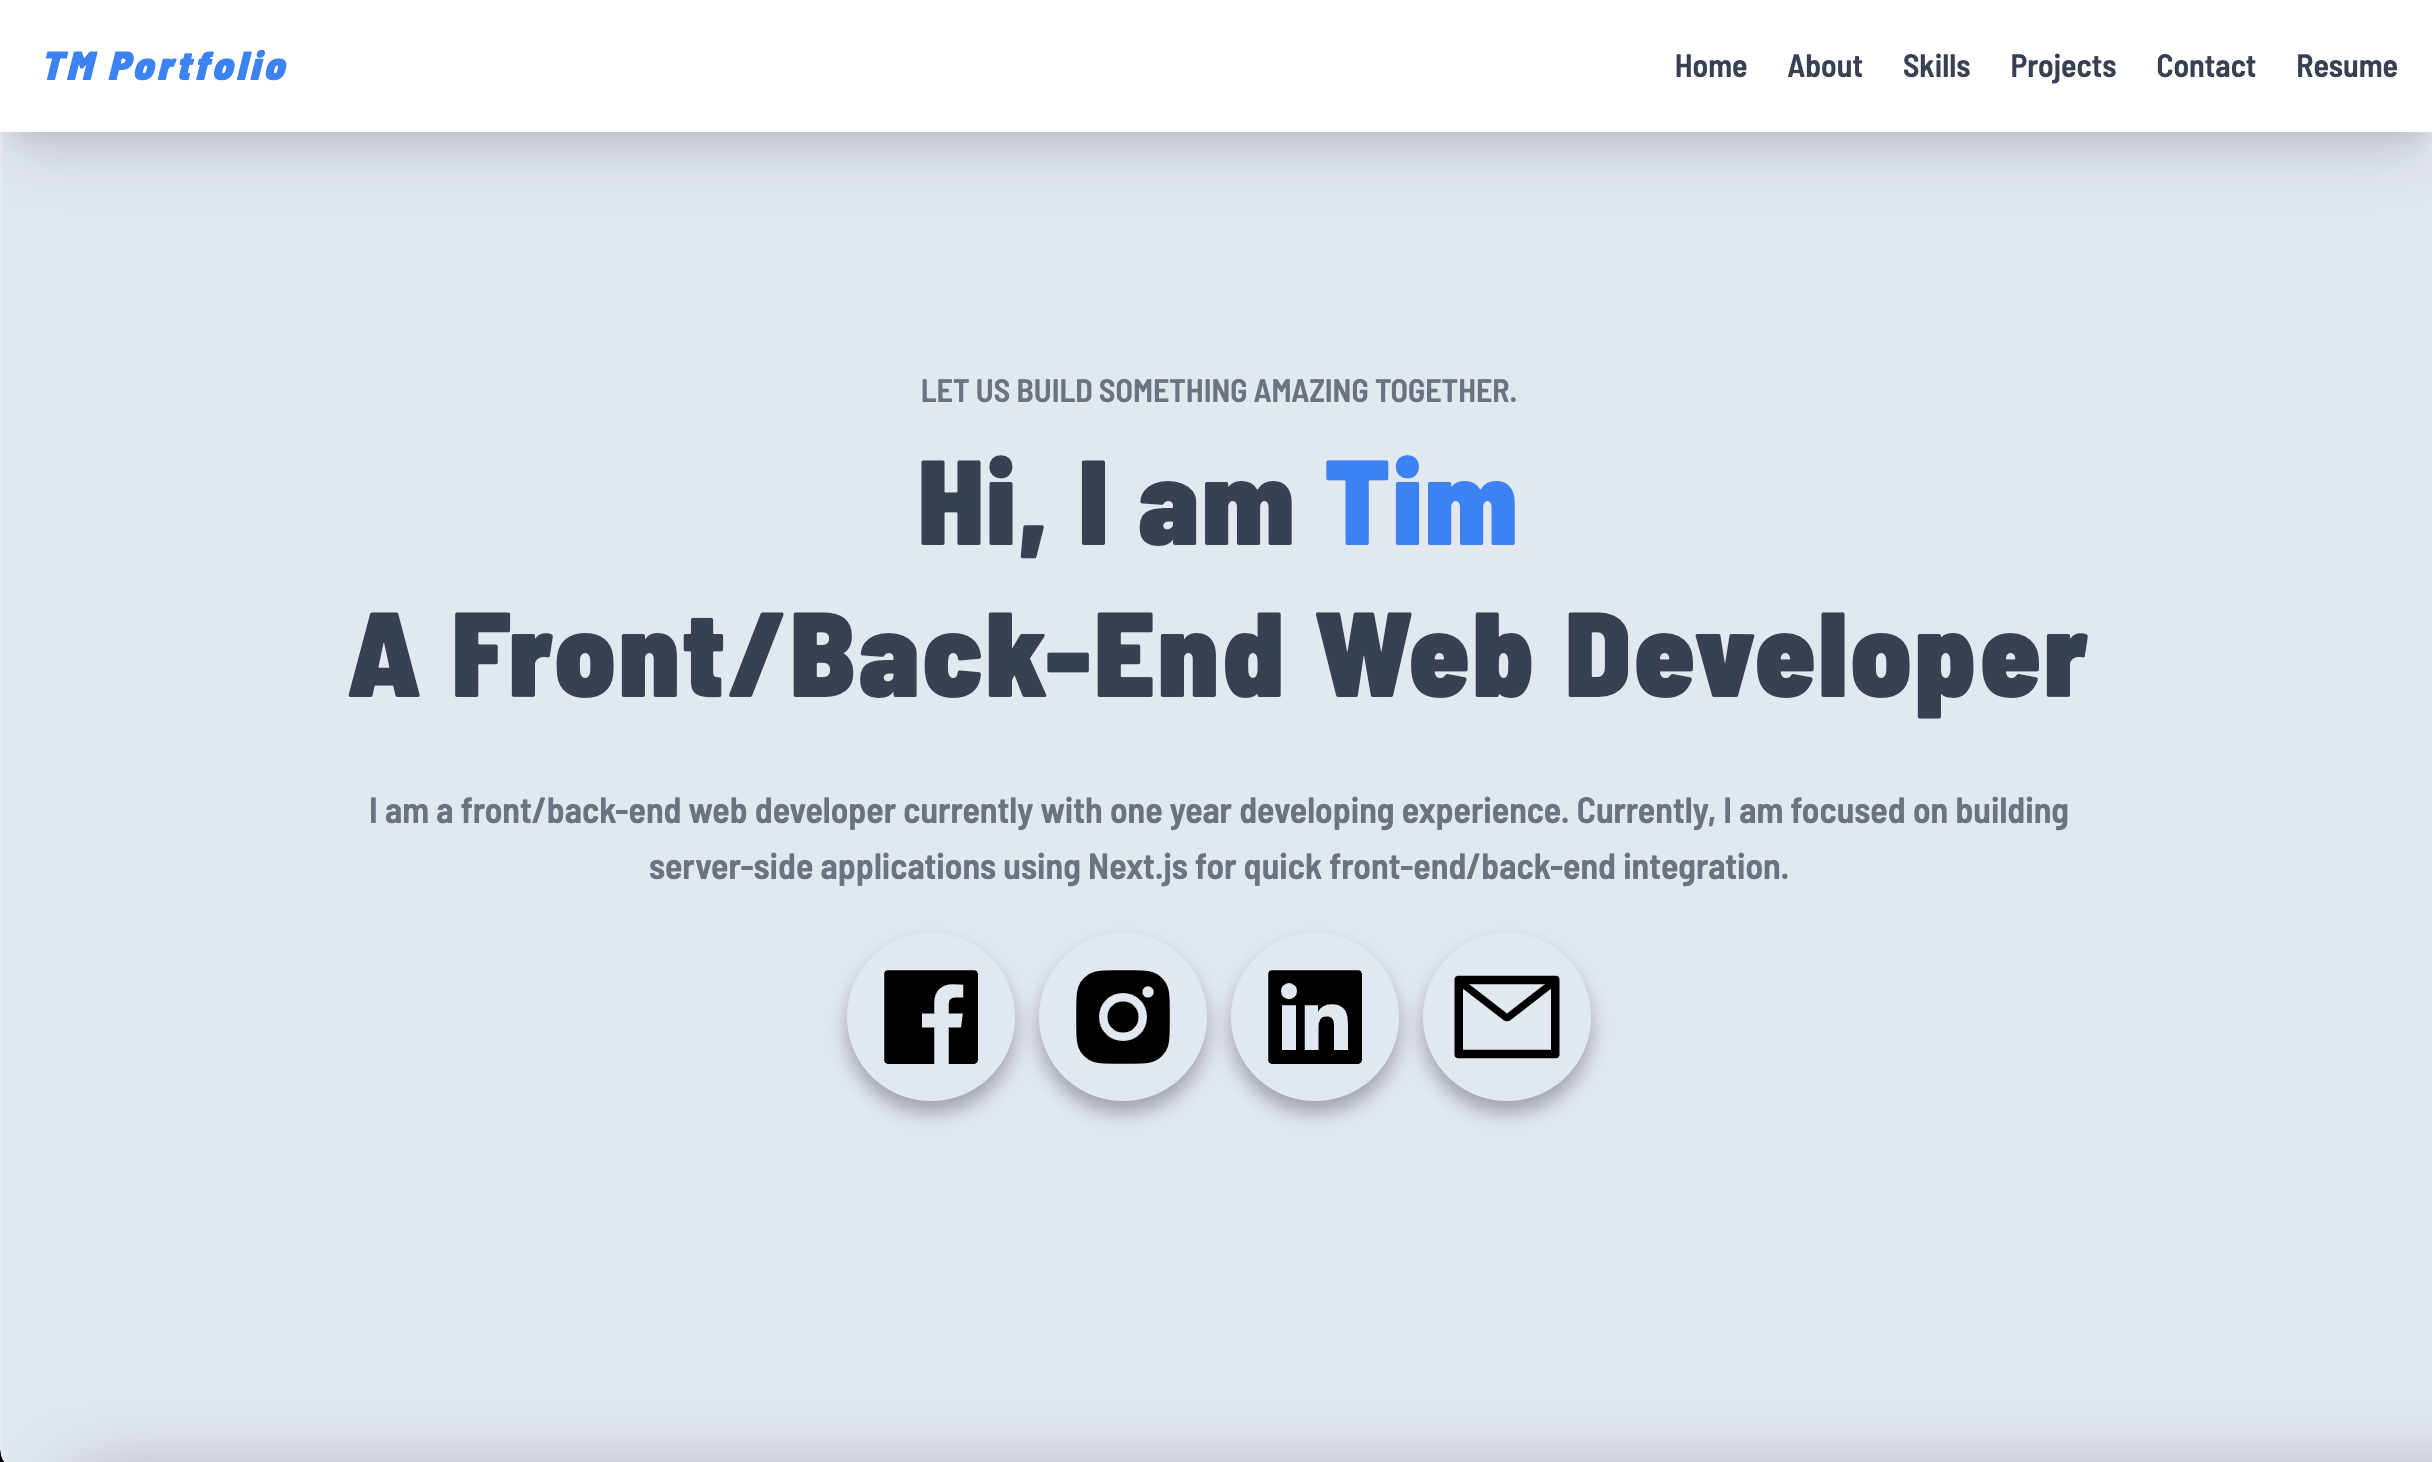 TM Portfolio
Home About Skills Projects Contact Resume
LET US BUILD SOMETHING AMAZING TOGETHER.
Hi, I am Tim
A Front/Back-End Web Developer
I am a front/back-end web developer currently with one year developing experience. Currently, I am focused on building
server-side applications using Next.js for quick front-end/back-end integration.